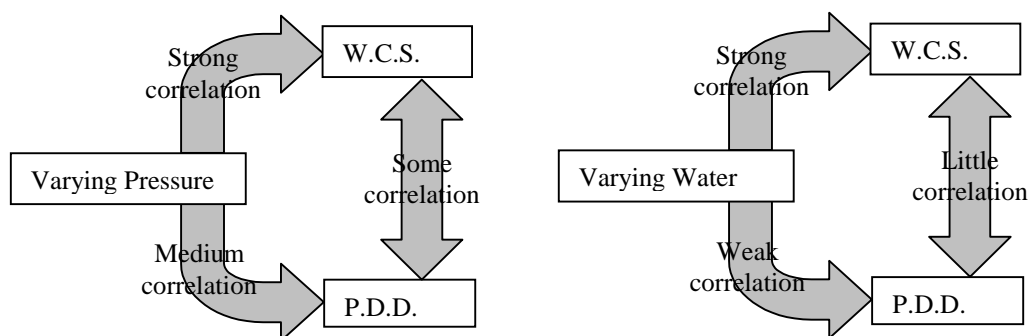 W.C.S.
Strong
correlation
Varying Pressure
Some
correlation
Medium
correlation
P.D.D.
W.C.S.
Strong
correlation
Varying Water
Little
correlation
Weak
correlation
P.D.D.